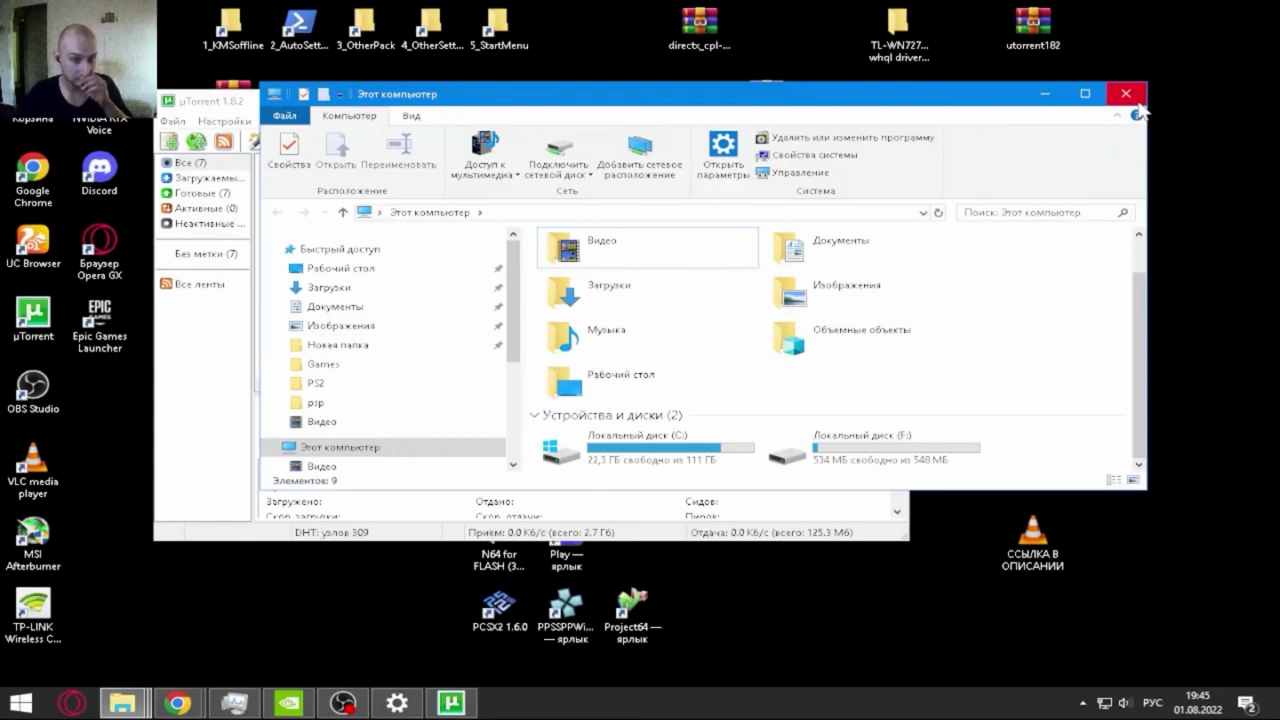 1_KMSoffline
2_AutoSett...
3_OtherPack
4_OtherSett...
5_StartMenu
directx_cpl-...
TL-WN727...
whql driver...
utorrent182
Корзина
NVIDIA RTX
Voice
Google
Chrome
Discord
UC Browser
Браузер
Opera GX
µTorrent
Epic Games
Launcher
EPIC
GAMES
OBS Studio
VLC media
player
MSI
Afterburner
TP-LINK
Wireless C...
µTorrent 1.8.2
Файл
Настройки
Все (7)
Загружаемы...
Готовые (7)
Активные (0)
Неактивные ...
Без метки (7)
Все ленты
Этот компьютер
Файл
Компьютер
Вид
Свойства
Открыть
Переименовать
Расположение
Доступ к
мультимедиа
Подключить
сетевой диск
Добавить сетевое
расположение
Сеть
Открыть
параметры
Удалить или изменить программу
Свойства системы
Управление
Система
Этот компьютер
Поиск: Этот компьютер
Быстрый доступ
Рабочий стол
Загрузки
Документы
Изображения
Новая папка
Games
PS2
psp
Видео
Этот компьютер
Видео
Видео
Документы
Загрузки
Изображения
Музыка
Объемные объекты
Рабочий стол
Устройства и диски (2)
Локальный диск (C:)
22,3 ГБ свободно из 111 ГБ
Локальный диск (F:)
534 МБ свободно из 548 МБ
Элементов: 9
Загружено:
Отдано:
Сидов:
Скор. загрузки:
Скор. отдачи:
Пиров:
DHT: узлов 309
Приём: 0.0 Кб/с (всего: 2.7 Гб)
Отдача: 0.0 Кб/с (всего: 125.3 Мб)
N64 for
FLASH (3...
Play —
ярлык
PCSX2 1.6.0
PPSSPPWi...
— ярлык
Project64 —
ярлык
ССЫЛКА В
ОПИСАНИИ
РУС
19:45
01.08.2022
2